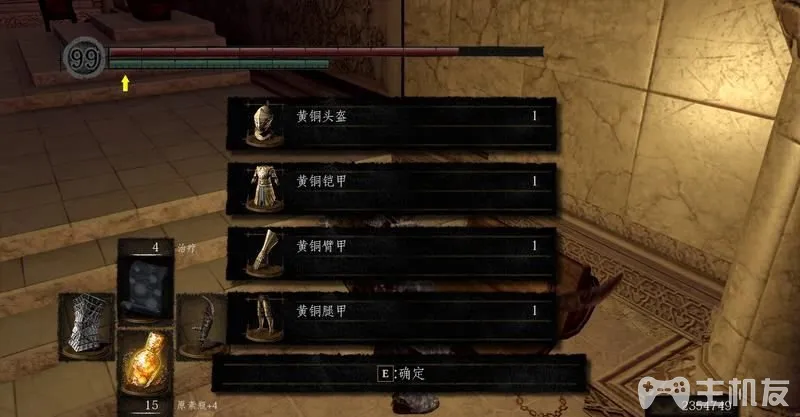 99
黄铜头盔 1
黄铜铠甲 1
黄铜臂甲 1
黄铜腿甲 1
4 治疗
15 原素瓶+4
E:确定
主机友
2354749